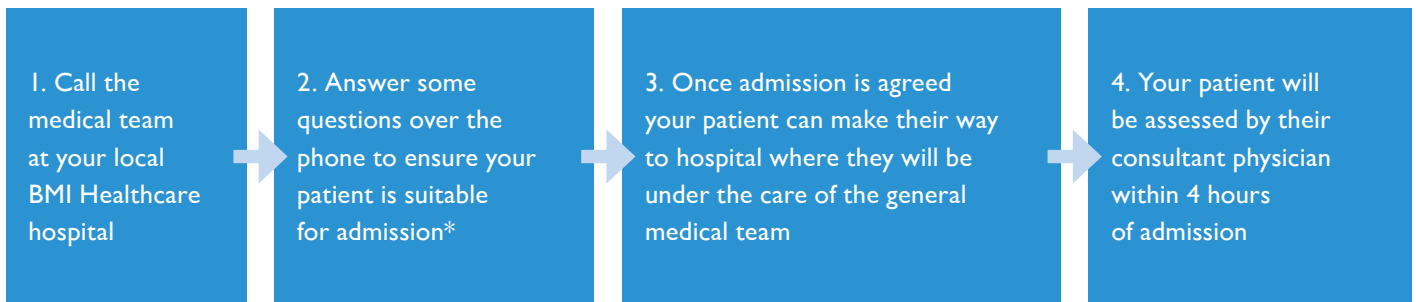 1. Call the
medical team
at your local
BMI Healthcare
hospital
2. Answer some
questions over the
phone to ensure your
patient is suitable
for admission*
3. Once admission is agreed
your patient can make their way
to hospital where they will be
under the care of the general
medical team
4. Your patient will
be assessed by their
consultant physician
within 4 hours
of admission